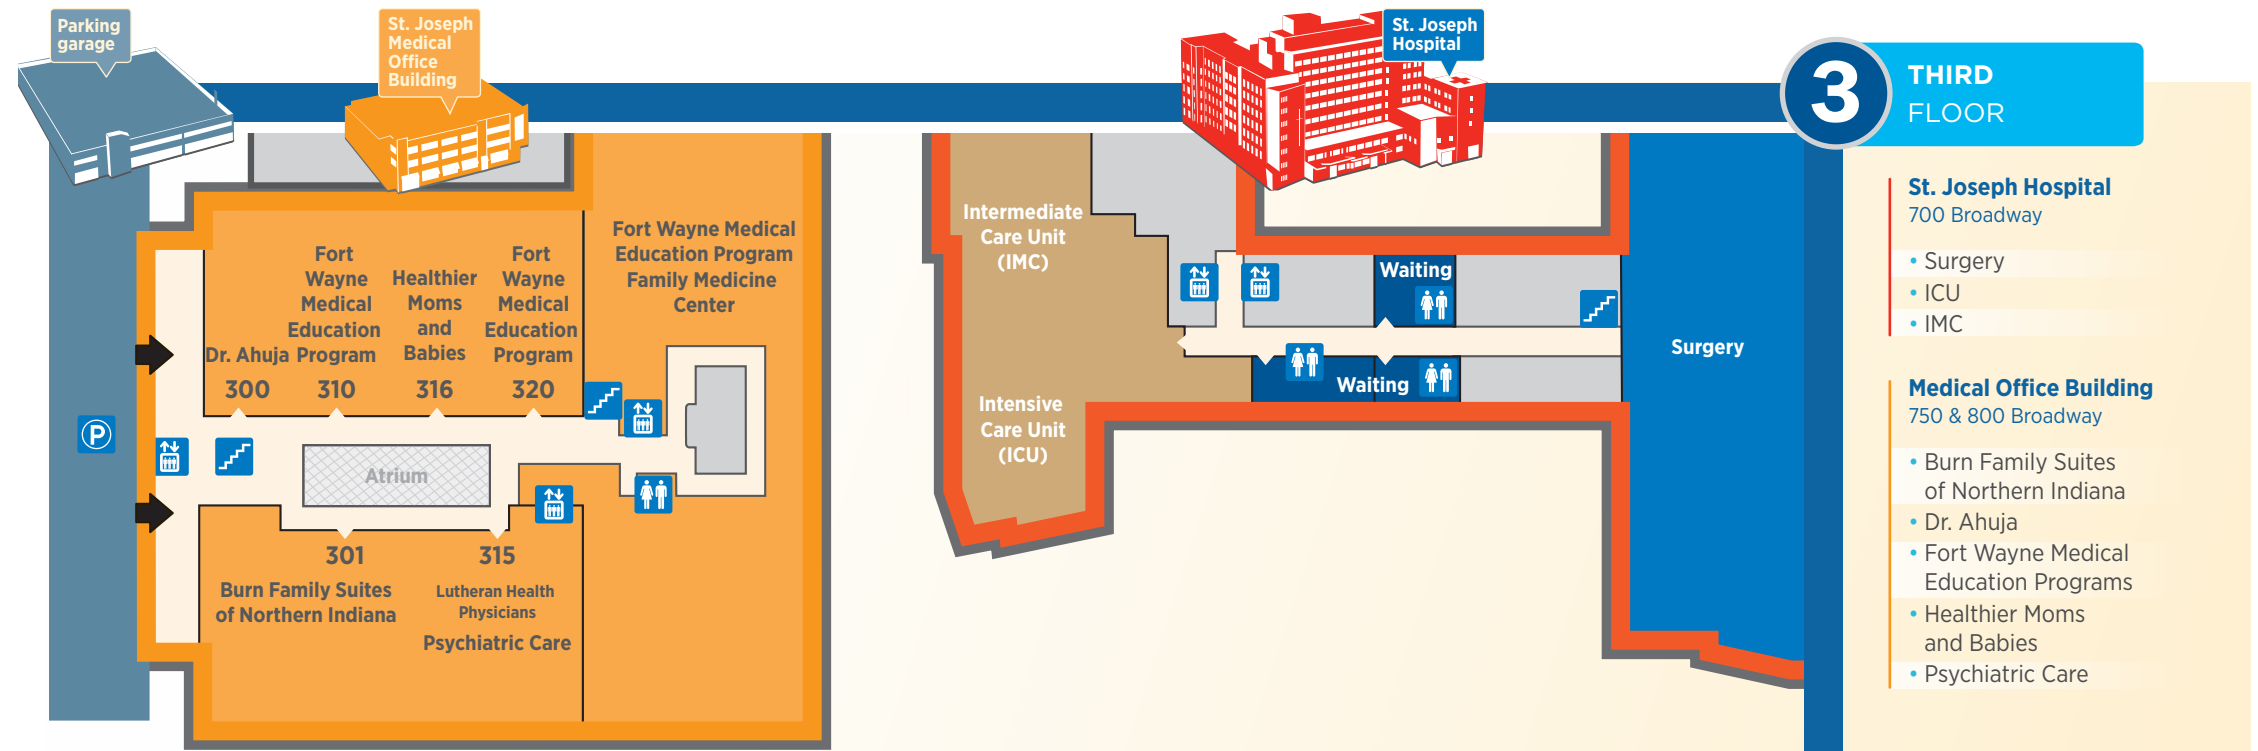 Parking
garage
St. Joseph
Medical
Office
Building
St. Joseph
Hospital
3
THIRD
FLOOR
St. Joseph Hospital
700 Broadway
• Surgery
• ICU
• IMC
Medical Office Building
750 & 800 Broadway
• Burn Family Suites
of Northern Indiana
• Dr. Ahuja
• Fort Wayne Medical
Education Programs
• Healthier Moms
and Babies
• Psychiatric Care
Dr. Ahuja
300
Fort
Wayne
Medical
Education
Program
310
Healthier
Moms
and
Babies
316
Fort
Wayne
Medical
Education
Program
320
Fort Wayne Medical
Education Program
Family Medicine
Center
P
Atrium
301
Burn Family Suites
of Northern Indiana
315
Lutheran Health
Physicians
Psychiatric Care
Intermediate
Care Unit
(IMC)
Intensive
Care Unit
(ICU)
Waiting
Waiting
Surgery